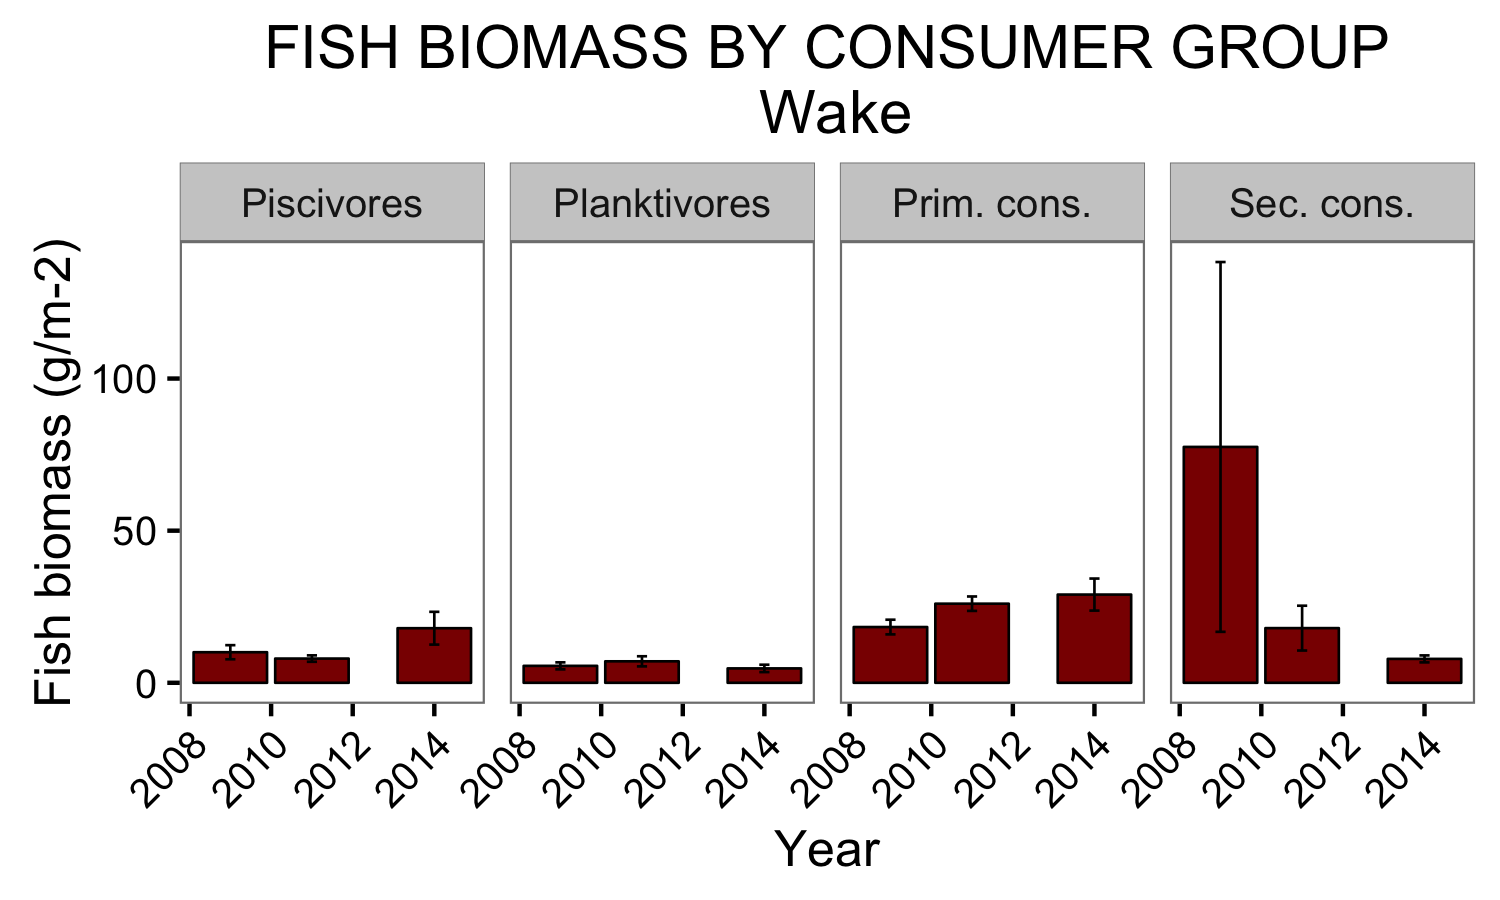 FISH BIOMASS BY CONSUMER GROUP
Wake
Piscivores
Planktivores
Prim. cons.
Sec. cons.
Fish biomass (g/m-2)
100
50
0
2008 2010 2012 2014
2008 2010 2012 2014
2008 2010 2012 2014
2008 2010 2012 2014
Year